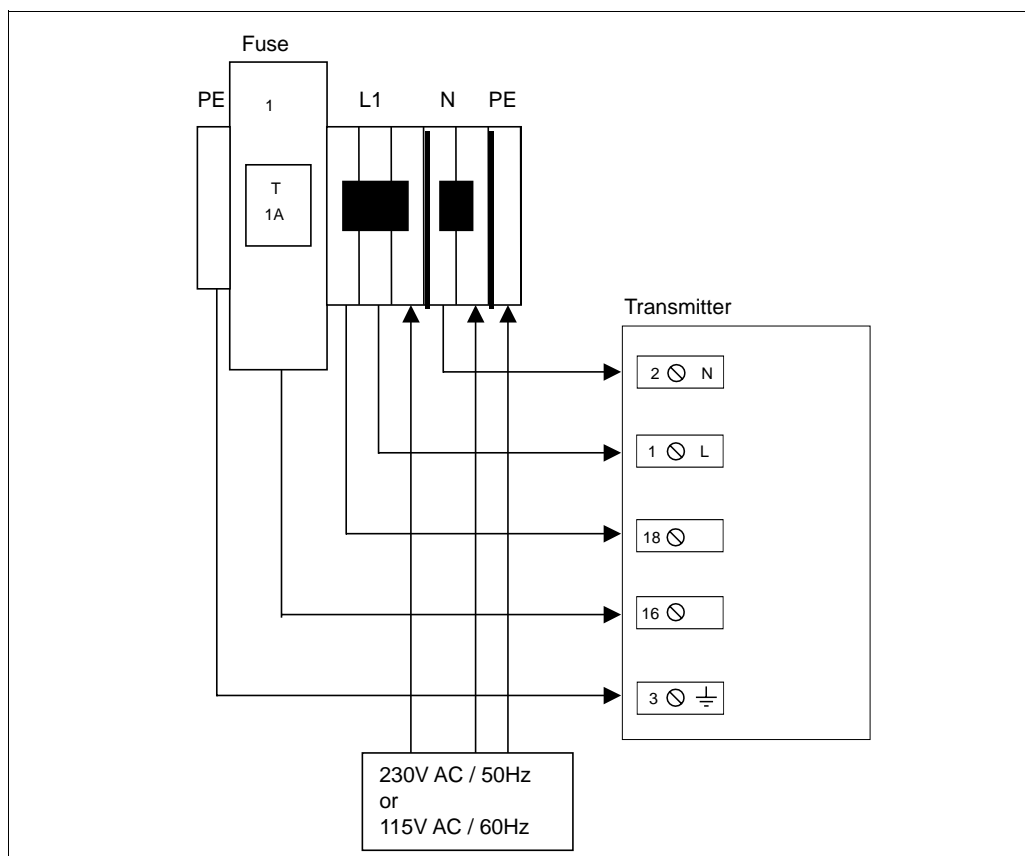 Fuse
PE
1
L1
N
PE
T
1A
Transmitter
2 N
1 L
18
16
3
230V AC / 50Hz
or
115V AC / 60Hz